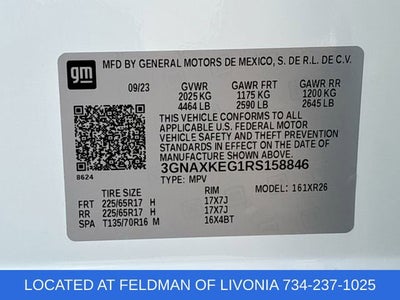 gm
MFD BY GENERAL MOTORS DE MEXICO, S. DE R.L. DE C.V.
09/23 GVWR GAWR FRT GAWR RR
2025 KG 1175 KG 1200 KG
4464 LB 2590 LB 2645 LB
THIS VEHICLE CONFORMS TO ALL APPLICABLE
U.S. FEDERAL MOTOR VEHICLE SAFETY
BUMPER, AND THEFT PREVENTION STANDARDS
IN EFFECT ON THE DATE OF
MANUFACTURE SHOWN ABOVE.
3GNAXKEG1RS158846
8624
TYPE: MPV
MODEL: 161XR26
TIRE SIZE RIM
FRT 225/65R17 H 17X7J
RR 225/65R17 H 17X7J
SPA T135/70R16 M 16X4BT
LOCATED AT FELDMAN OF LIVONIA 734-237-1025